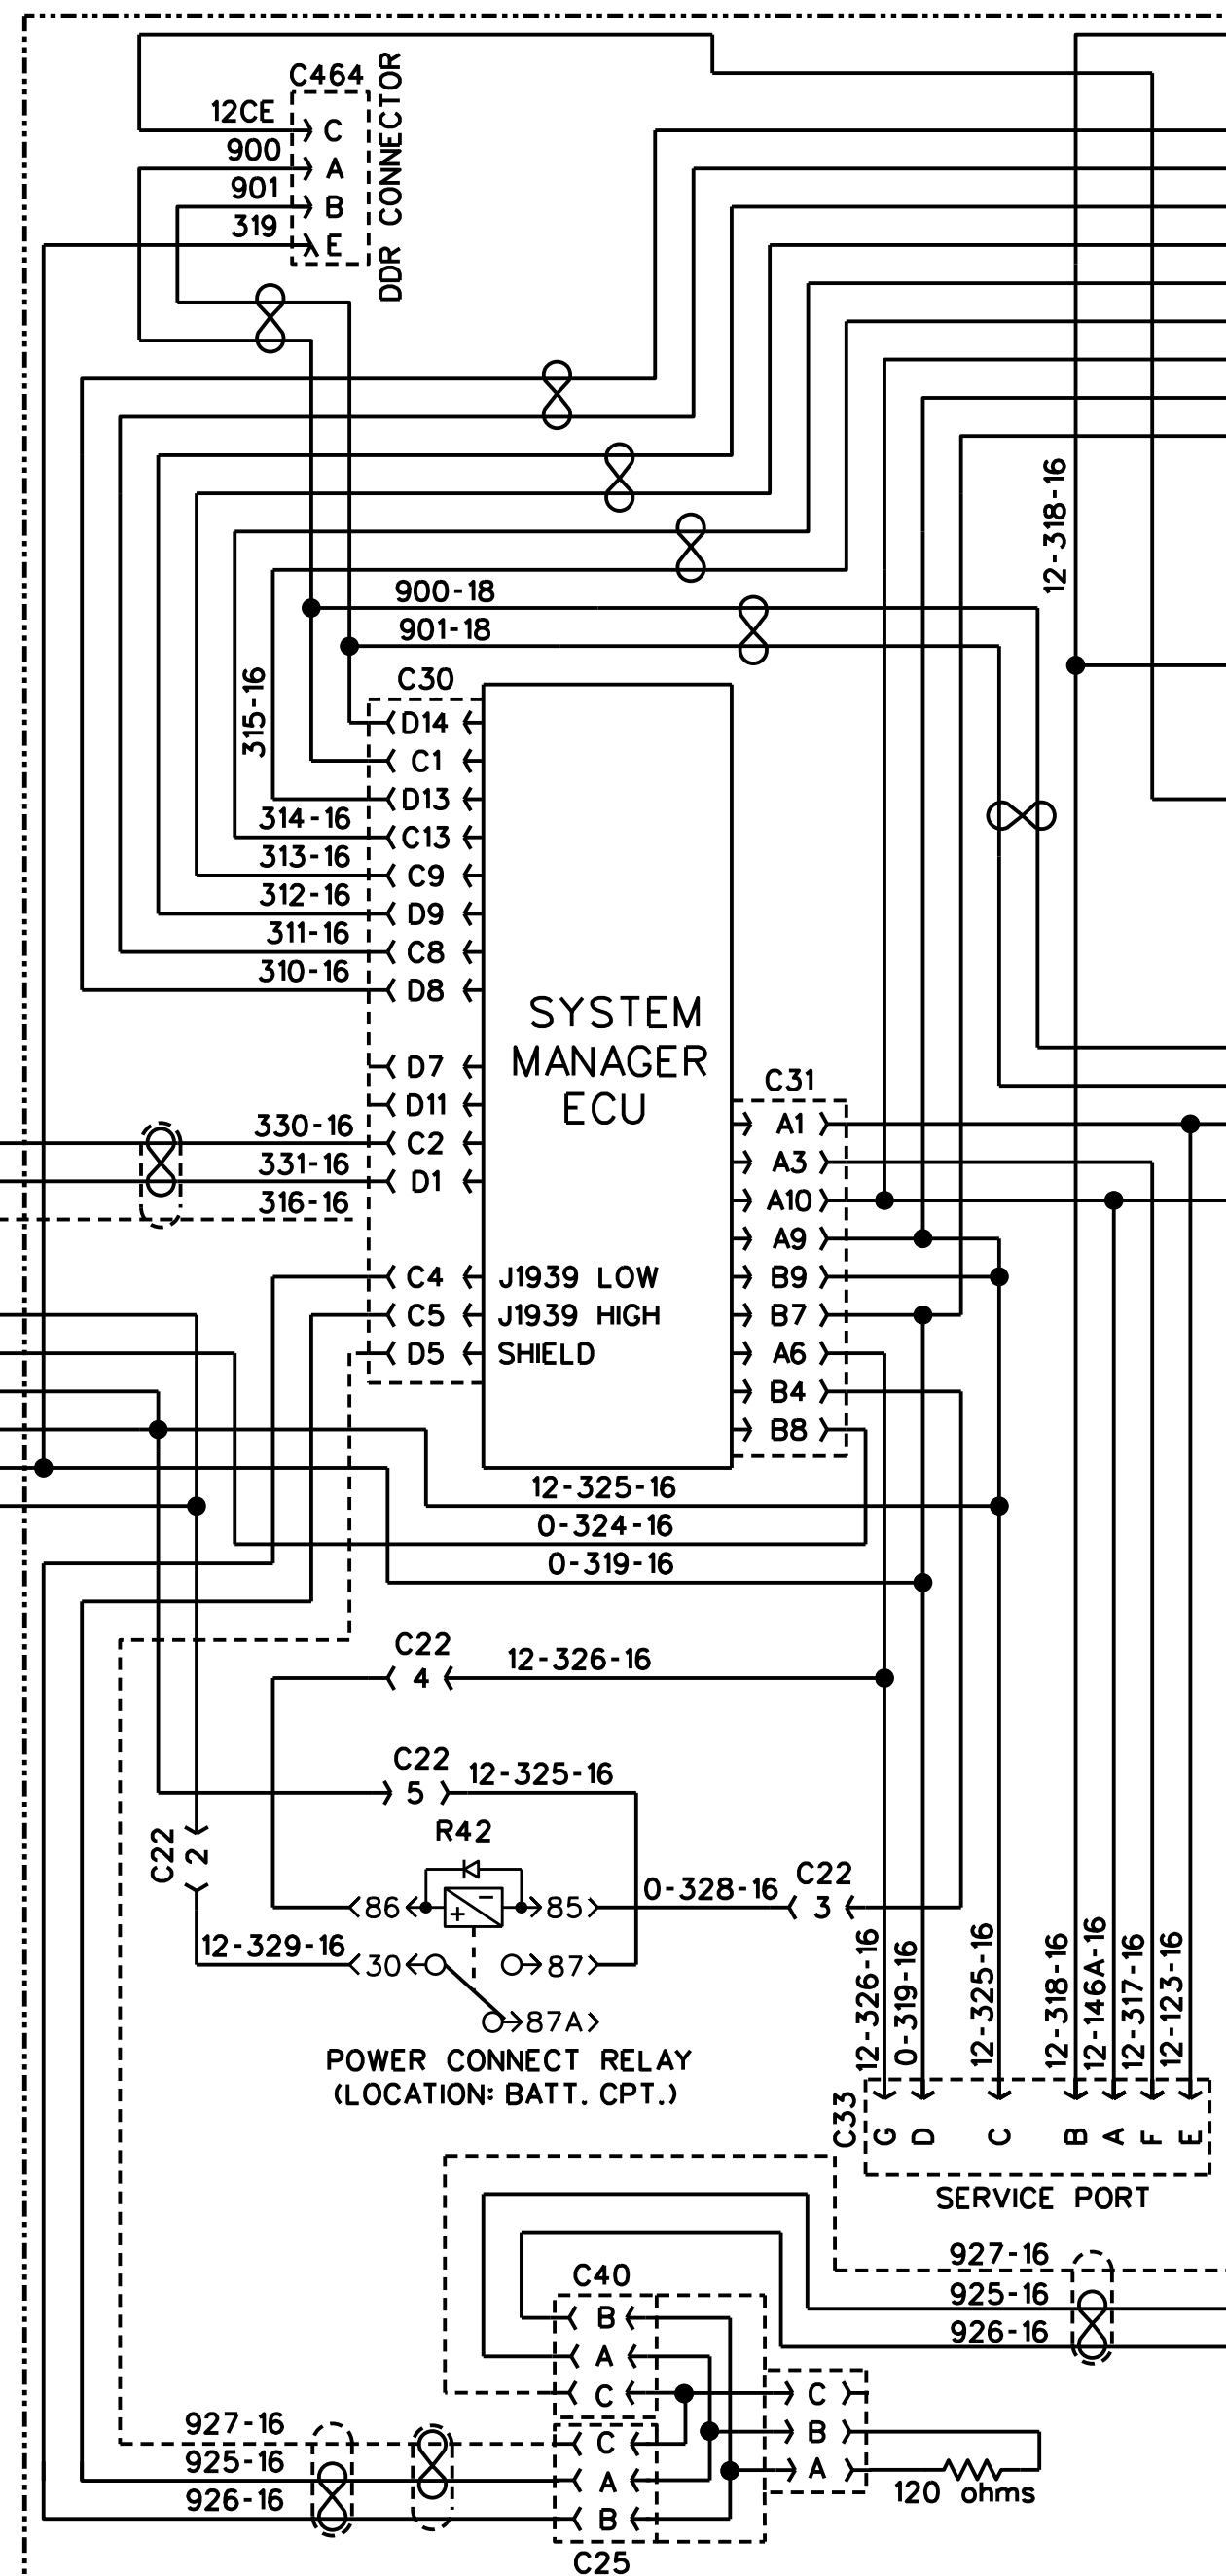 C464
DDR CONNECTOR
12CE C
900 A
901 B
319 E
12-318-16
900-18
901-18
315-16
C30
D14
C1
D13
314-16 C13
313-16 C9
312-16 D9
311-16 C8
310-16 D8
SYSTEM
MANAGER
ECU
D7
D11
330-16 C2
331-16 D1
316-16
C4 J1939 LOW
C5 J1939 HIGH
D5 SHIELD
C31
A1
A3
A10
A9
B9
B7
A6
B4
B8
12-325-16
0-324-16
0-319-16
C22
4 12-326-16
C22
5 12-325-16
C22
2
R42
86 + - 85
0-328-16
C22
3
12-329-16
30 87
87A
POWER CONNECT RELAY
(LOCATION: BATT. CPT.)
12-326-16
0-319-16
12-325-16
12-318-16
12-146A-16
12-317-16
12-123-16
C33
G D C B A F E
SERVICE PORT
927-16
925-16
926-16
C40
B
A
C
C
B
A
120 ohms
927-16 C
925-16 A
926-16 B
C25